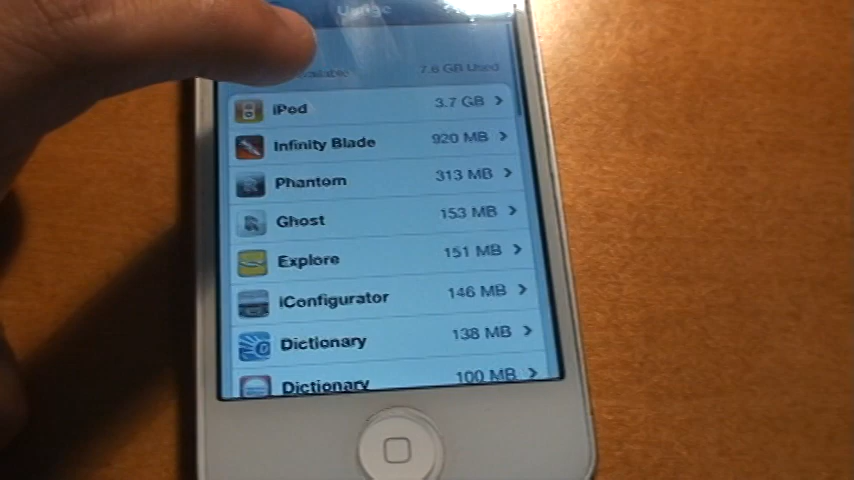 Usage
7.6 GB Used
iPod 3.7 GB
Infinity Blade 920 MB
Phantom 313 MB
Ghost 153 MB
Explore 151 MB
iConfigurator 146 MB
Dictionary 138 MB
Dictionary 100 MB